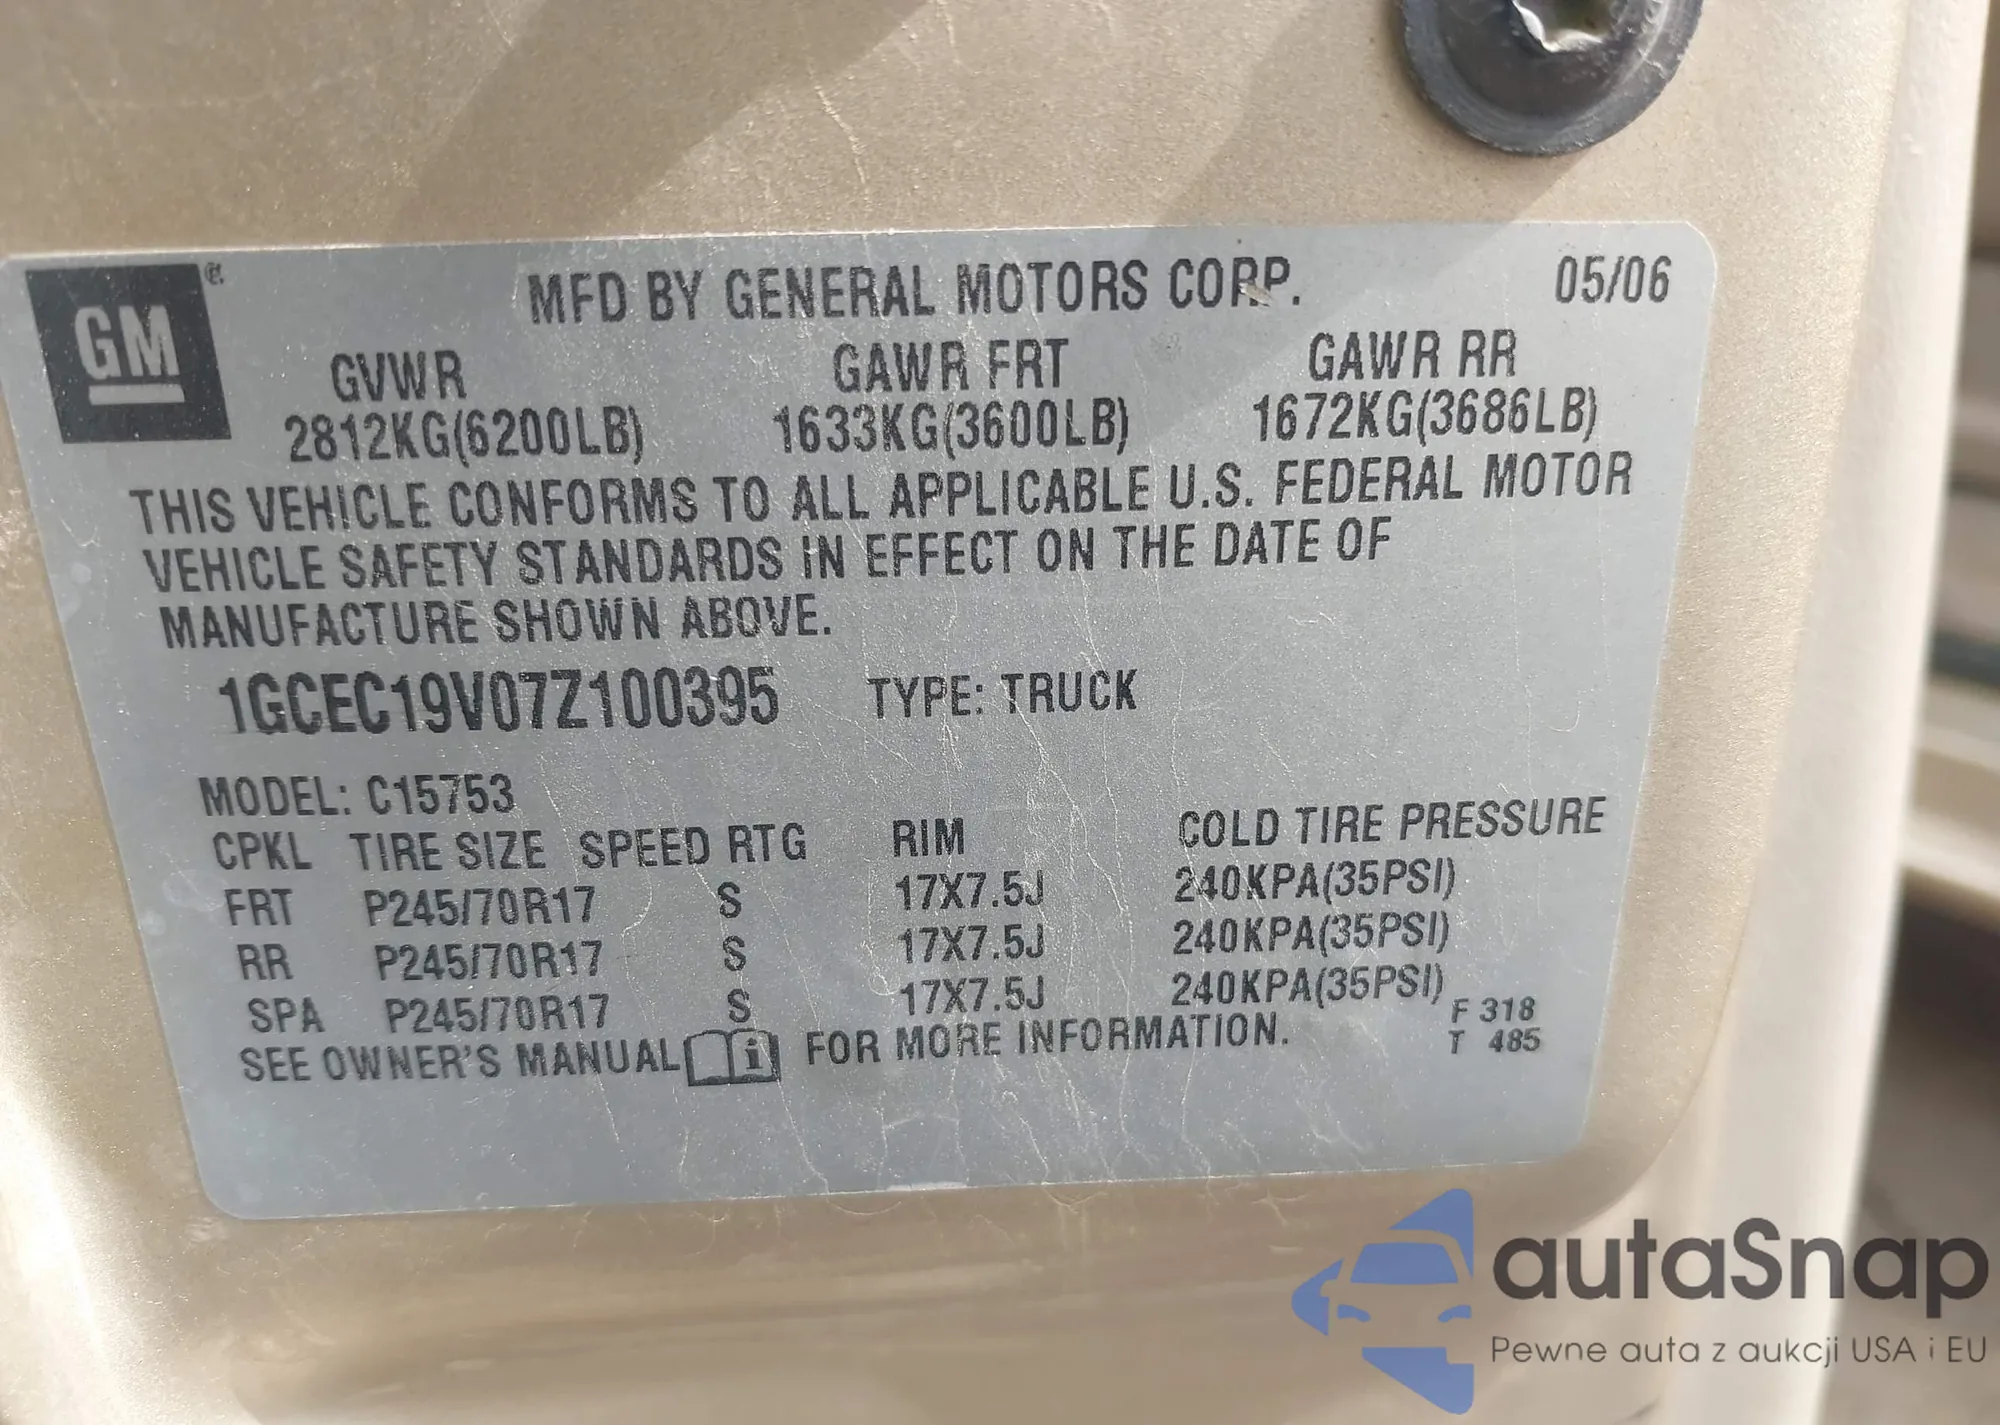 GM
MFD BY GENERAL MOTORS CORP. 05/06
GVWR GAWR FRT GAWR RR
2812KG(6200LB) 1633KG(3600LB) 1672KG(3686LB)
THIS VEHICLE CONFORMS TO ALL APPLICABLE U.S. FEDERAL MOTOR
VEHICLE SAFETY STANDARDS IN EFFECT ON THE DATE OF
MANUFACTURE SHOWN ABOVE.
1GCEC19V07Z100395 TYPE: TRUCK
MODEL: C15753
CPKL TIRE SIZE SPEED RTG RIM COLD TIRE PRESSURE
FRT P245/70R17 S 17X7.5J 240KPA(35PSI)
RR P245/70R17 S 17X7.5J 240KPA(35PSI)
SPA P245/70R17 S 17X7.5J 240KPA(35PSI)
SEE OWNER'S MANUAL i FOR MORE INFORMATION.
F 318
T 485
autaSnap
Pewne auta z aukcji USA i EU